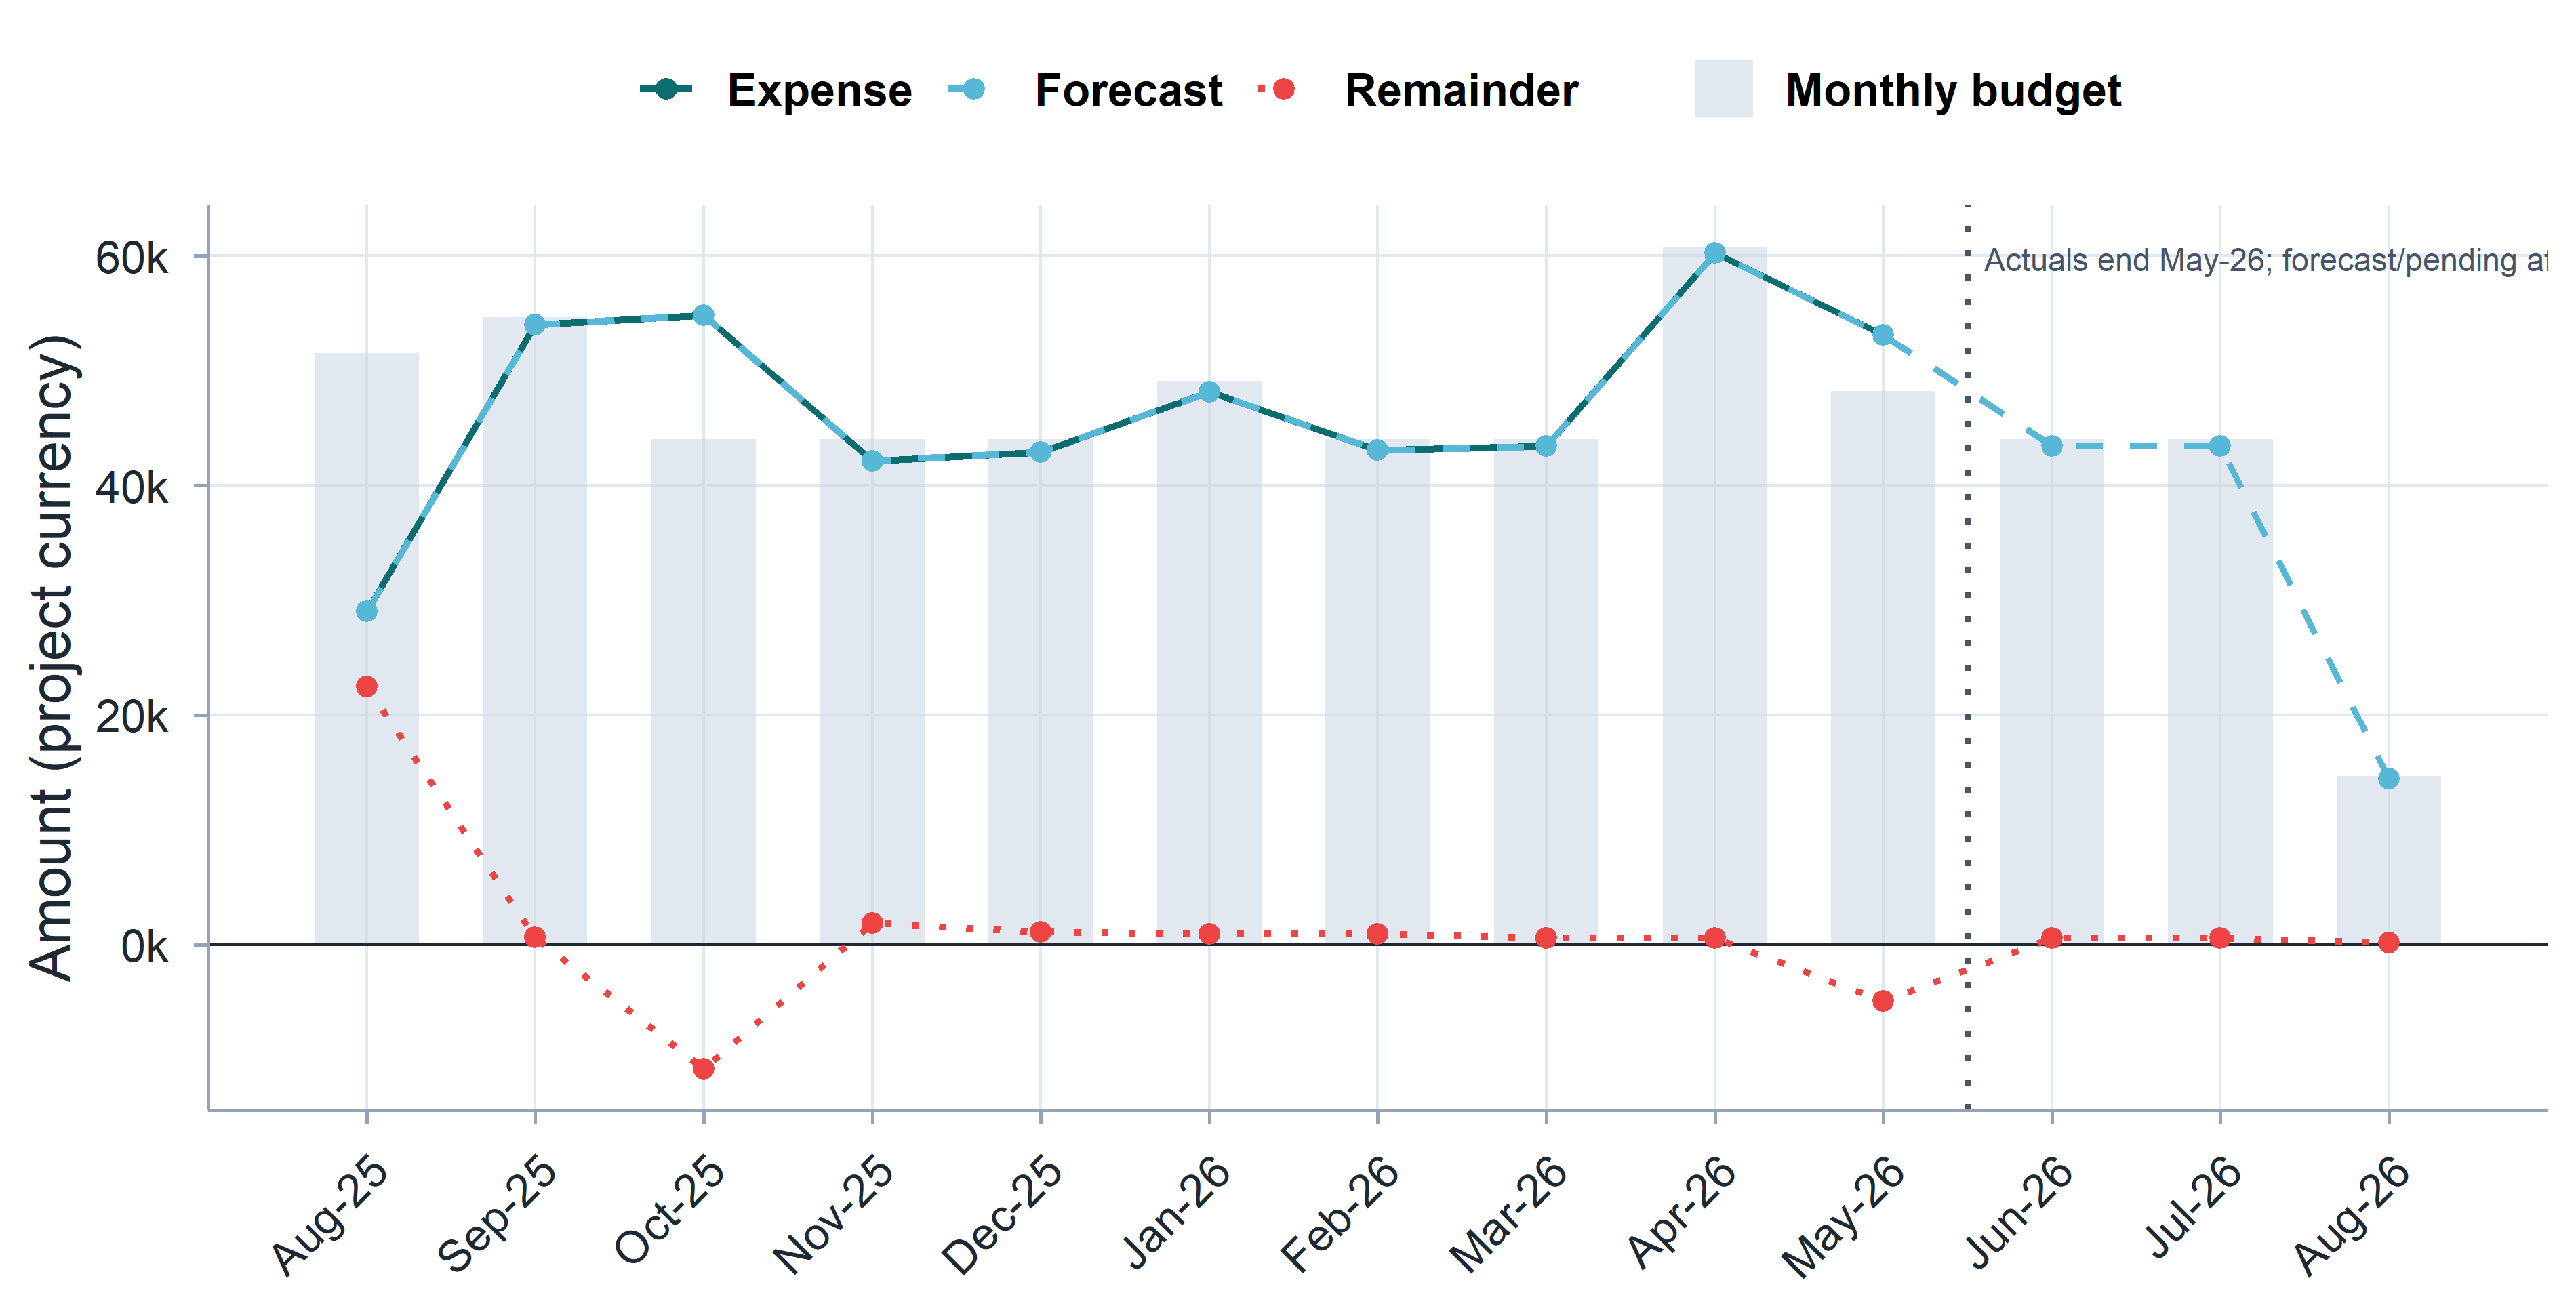 Expense Forecast Remainder Monthly budget
Amount (project currency)
60k
40k
20k
0k
Actuals end May-26; forecast/pending
Aug-25 Sep-25 Oct-25 Nov-25 Dec-25 Jan-26 Feb-26 Mar-26 Apr-26 May-26 Jun-26 Jul-26 Aug-26